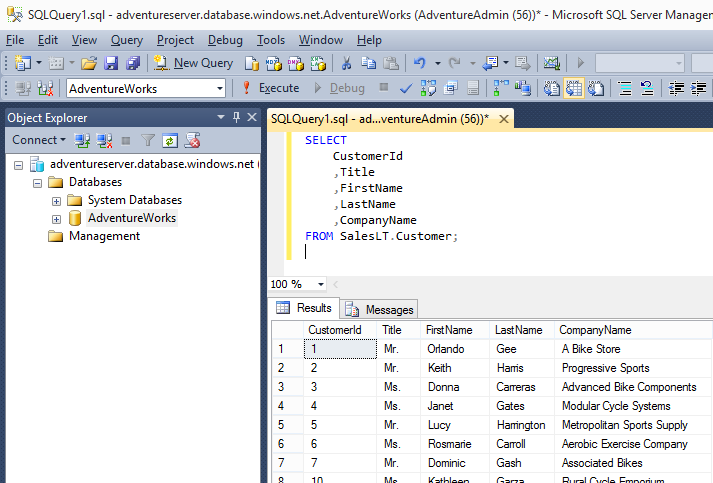 SQLQuery1.sql - adventureserver.database.windows.net.AdventureWorks (AdventureAdmin (56))* - Microsoft SQL Server Manage
File Edit View Query Project Debug Tools Window Help
New Query
AdventureWorks Execute Debug
Object Explorer
Connect
adventureserver.database.windows.net (
Databases
System Databases
AdventureWorks
Management
SQLQuery1.sql - ad...ventureAdmin (56))*
SELECT
CustomerId
,Title
,FirstName
,LastName
,CompanyName
FROM SalesLT.Customer;
100 %
Results Messages
CustomerId Title FirstName LastName CompanyName
1 1 Mr. Orlando Gee A Bike Store
2 2 Mr. Keith Harris Progressive Sports
3 3 Ms. Donna Carreras Advanced Bike Components
4 4 Ms. Janet Gates Modular Cycle Systems
5 5 Mr. Lucy Harrington Metropolitan Sports Supply
6 6 Ms. Rosmarie Carroll Aerobic Exercise Company
7 7 Mr. Dominic Gash Associated Bikes
8 10 Ms. Kathleen Garza Rural Cycle Emporium